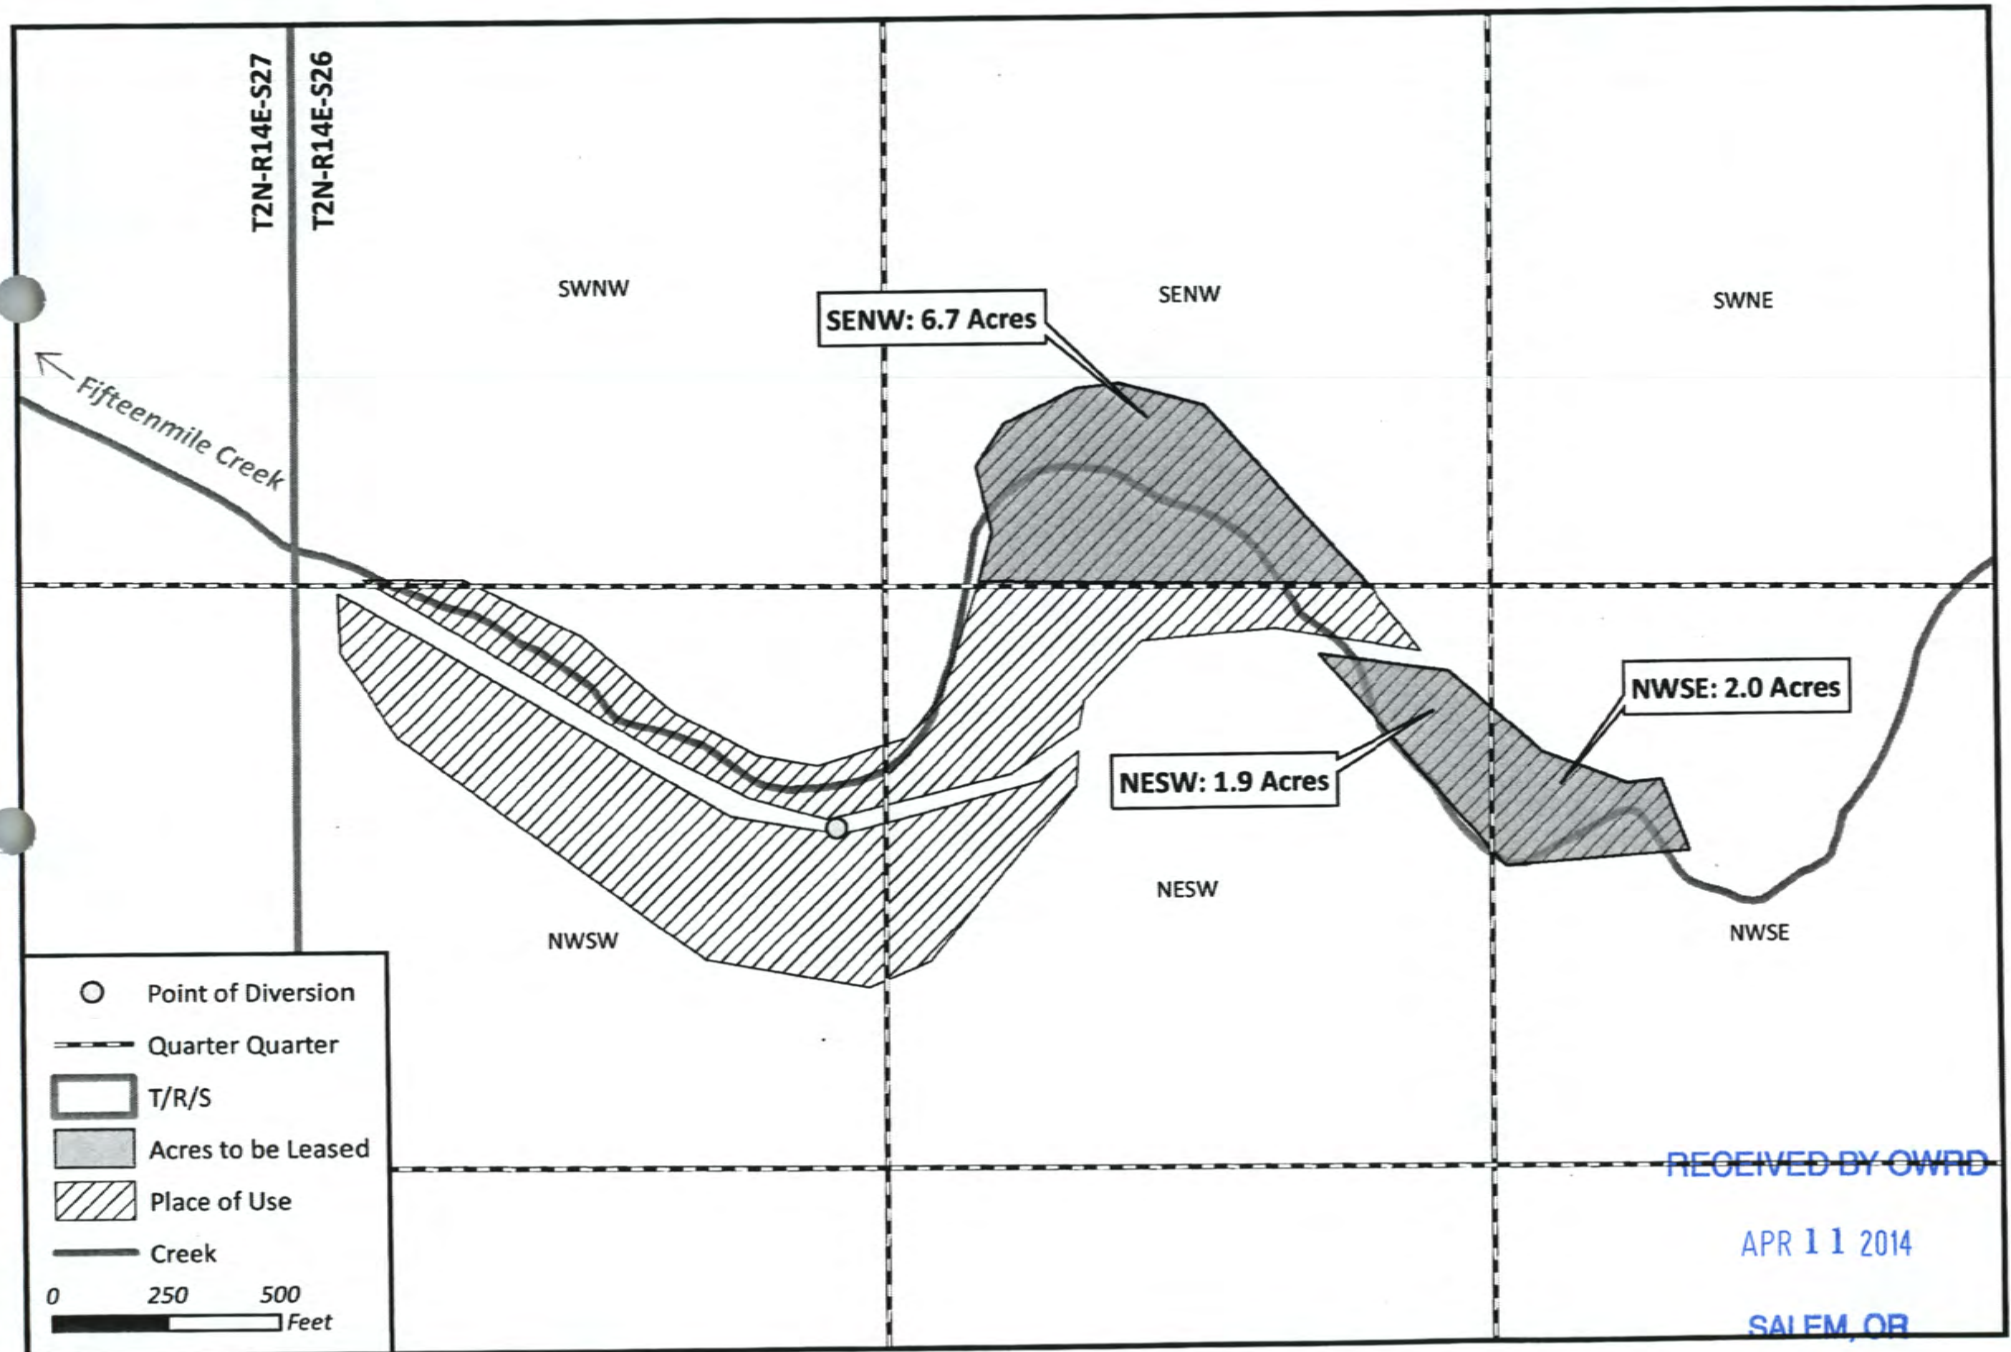 T2N-R14E-S27
T2N-R14E-S26
SWNW
SENW
SWNE
SENW: 6.7 Acres
Fifteenmile Creek
NWSE: 2.0 Acres
NESW: 1.9 Acres
NESW
NWSW
NWSE
Point of Diversion
Quarter Quarter
T/R/S
Acres to be Leased
Place of Use
Creek
0 250 500
Feet
RECEIVED BY OWRD
APR 11 2014
SALEM, OR